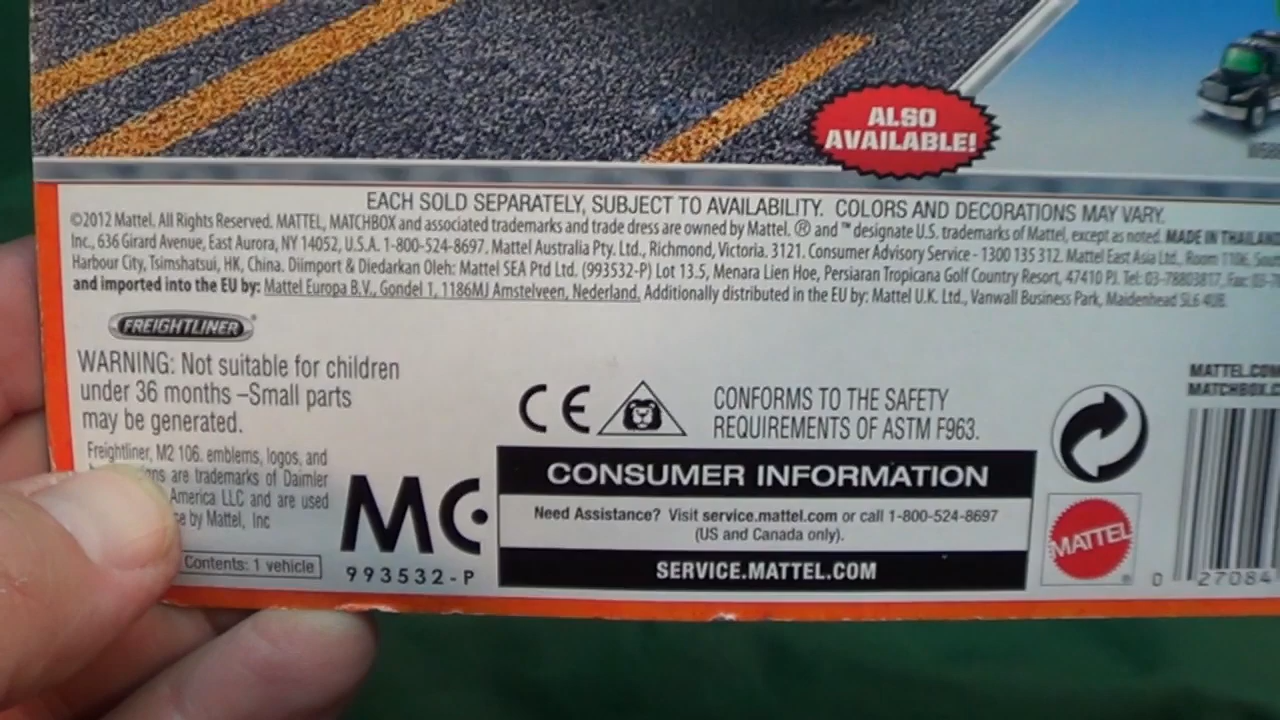 ALSO
AVAILABLE!
EACH SOLD SEPARATELY, SUBJECT TO AVAILABILITY. COLORS AND DECORATIONS MAY VARY.
©2012 Mattel. All Rights Reserved. MATTEL, MATCHBOX and associated trademarks and trade dress are owned by Mattel. ® and ™ designate U.S. trademarks of Mattel, except as noted. MADE IN THAILAND
Inc., 636 Girard Avenue, East Aurora, NY 14052, U.S.A. 1-800-524-8697. Mattel Australia Pty. Ltd., Richmond, Victoria. 3121. Consumer Advisory Service - 1300 135 312. Mattel East Asia Ltd., Room 1106, South
Harbour City, Tsimshatsui, HK, China. Diimport & Diedarkan Oleh: Mattel SEA Ptd Ltd. (993532-P) Lot 13.5, Menara Lien Hoe, Persiaran Tropicana Golf Country Resort, 47410 PJ. Tel: 03-78803817, Fax: 03-
and imported into the EU by: Mattel Europa B.V., Gondel 1, 1186MJ Amstelveen, Nederland. Additionally distributed in the EU by: Mattel U.K. Ltd., Vanwall Business Park, Maidenhead SL6 4UB.
FREIGHTLINER®
WARNING: Not suitable for children
under 36 months –Small parts
may be generated.
Freightliner, M2 106. emblems, logos, and
ns are trademarks of Daimler
America LLC and are used
se by Mattel, Inc
Contents: 1 vehicle
MC
993532-P
CE
CONFORMS TO THE SAFETY
REQUIREMENTS OF ASTM F963.
CONSUMER INFORMATION
Need Assistance? Visit service.mattel.com or call 1-800-524-8697
(US and Canada only).
SERVICE.MATTEL.COM
MATTEL®
MATTEL.COM
MATCHBOX.C
0 27084